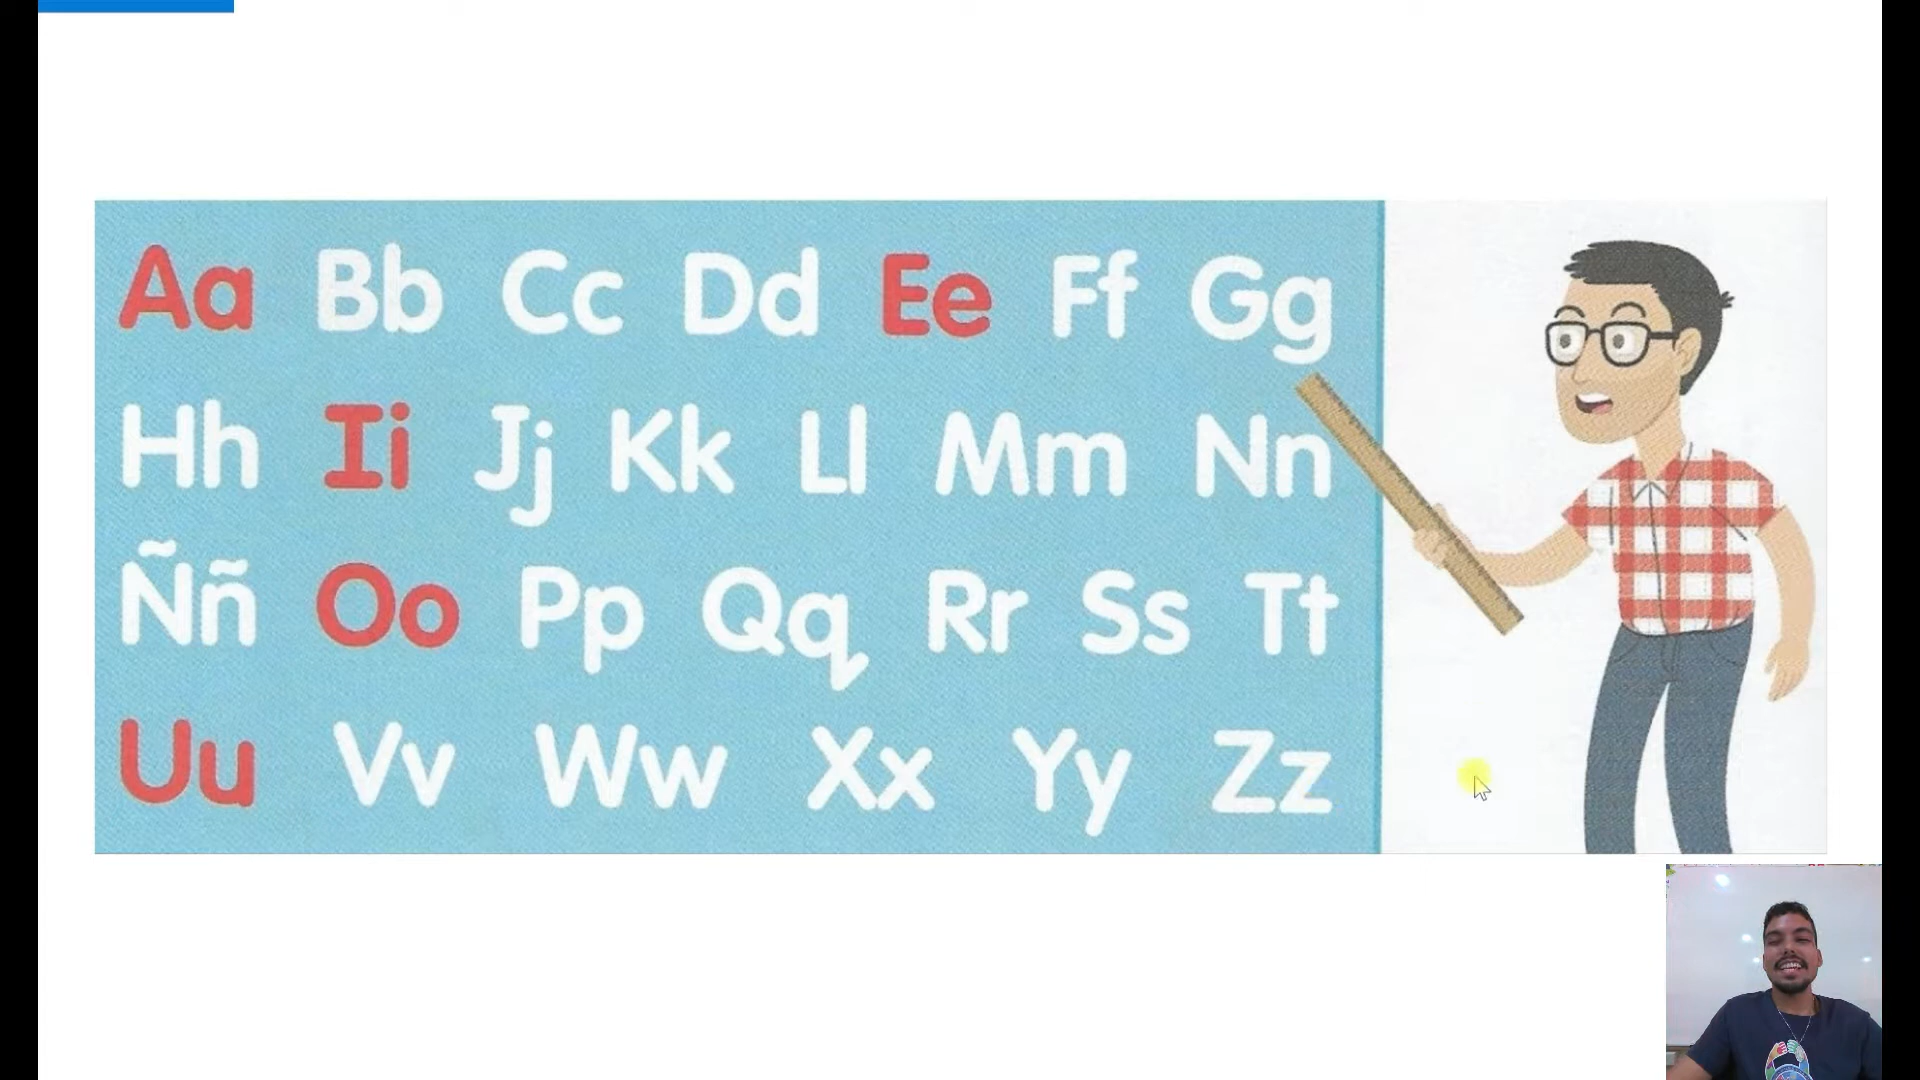 Aa Bb Cc Dd Ee Ff Gg
Hh Ii Jj Kk Ll Mm Nn
Ññ Oo Pp Qq Rr Ss Tt
Uu Vv Ww Xx Yy Zz